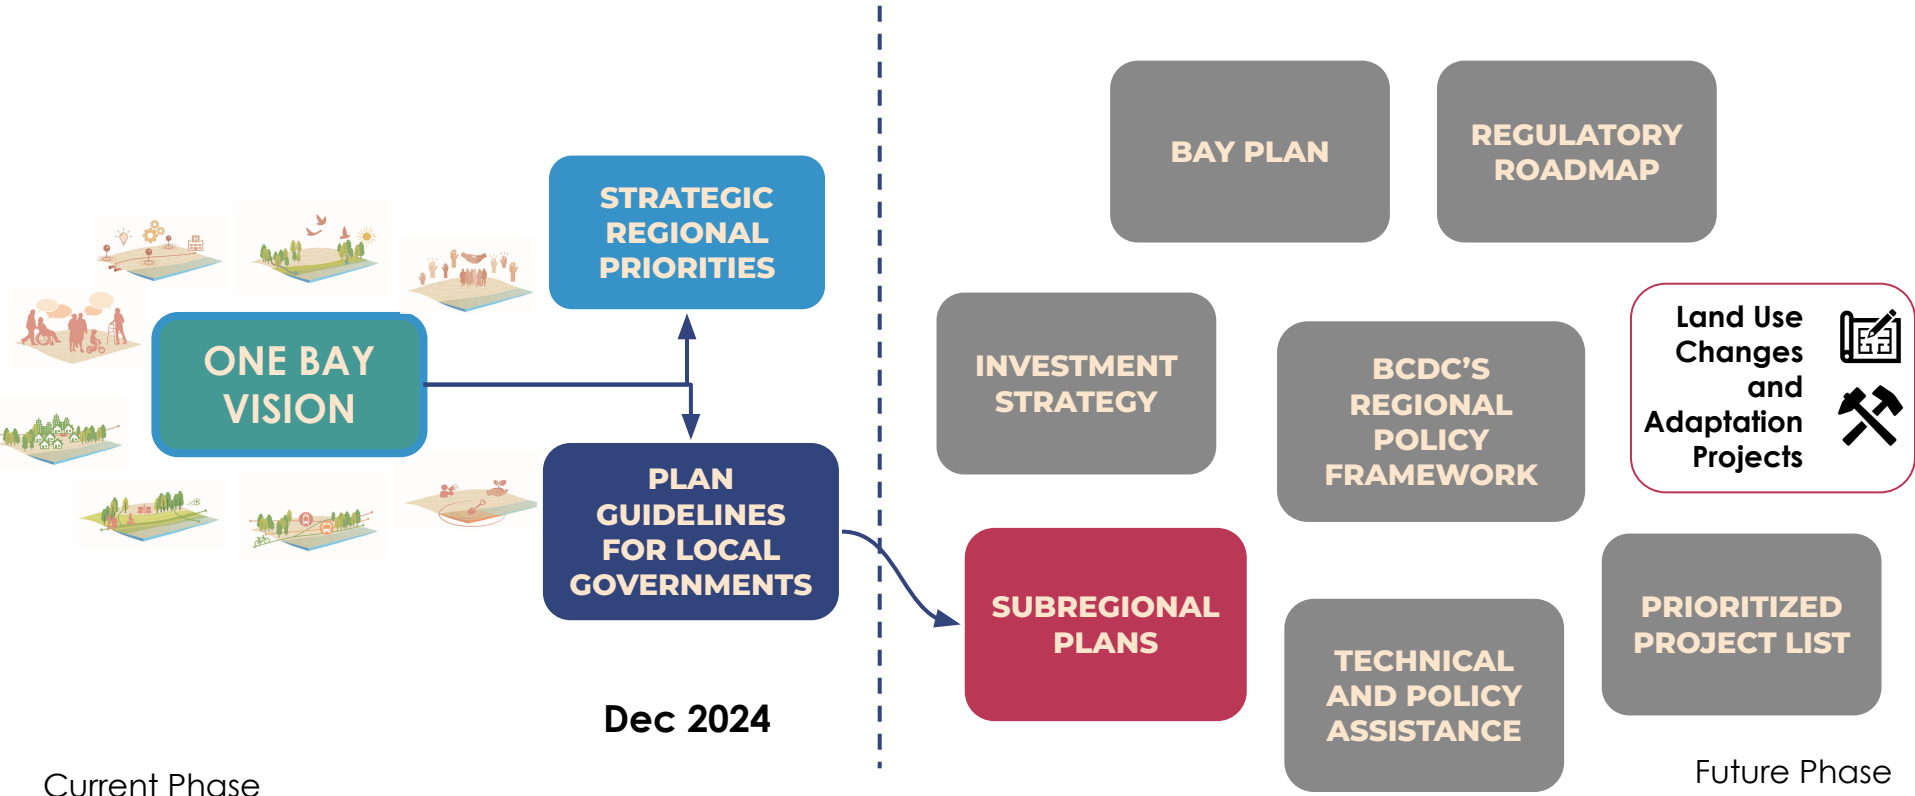 STRATEGIC
REGIONAL
PRIORITIES
ONE BAY
VISION
PLAN
GUIDELINES
FOR LOCAL
GOVERNMENTS
Dec 2024
Current Phase
BAY PLAN
REGULATORY
ROADMAP
INVESTMENT
STRATEGY
BCDC'S
REGIONAL
POLICY
FRAMEWORK
Land Use
Changes
and
Adaptation
Projects
SUBREGIONAL
PLANS
TECHNICAL
AND POLICY
ASSISTANCE
PRIORITIZED
PROJECT LIST
Future Phase